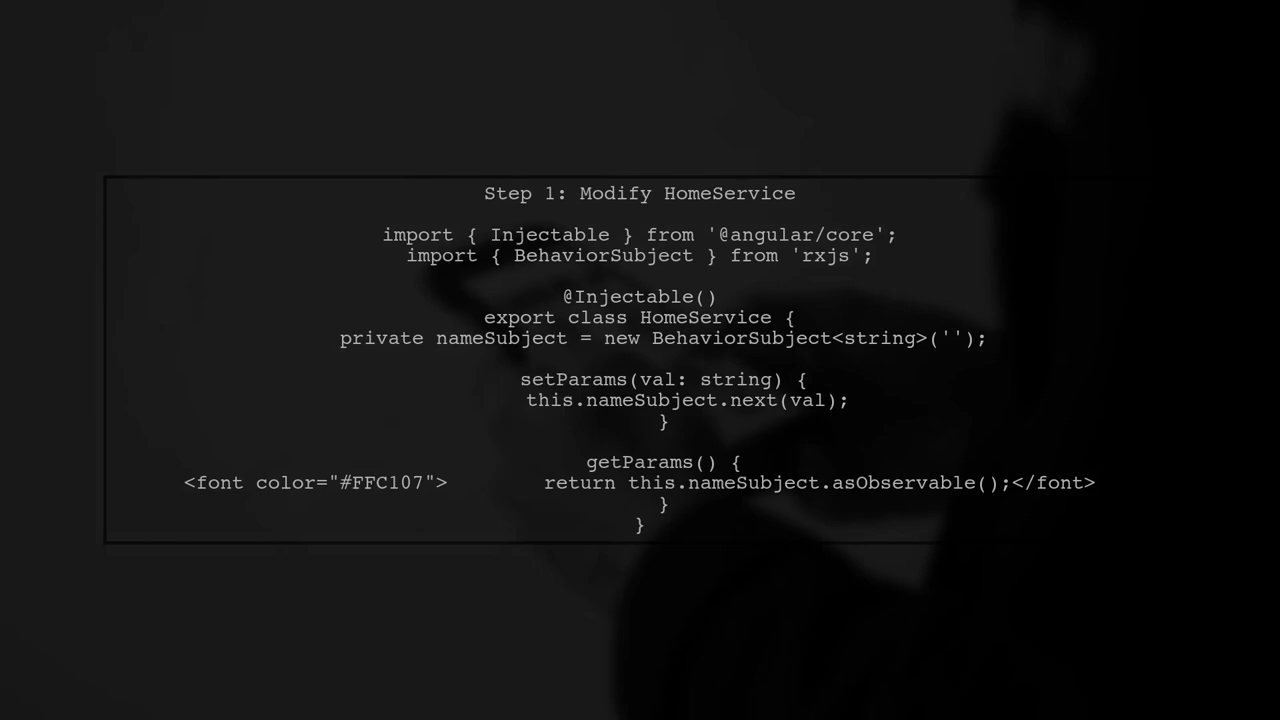 Step 1: Modify HomeService
import { Injectable } from '@angular/core';
import { BehaviorSubject } from 'rxjs';
@Injectable()
export class HomeService {
private nameSubject = new BehaviorSubject<string>('');
setParams(val: string) {
this.nameSubject.next(val);
}
getParams() {
<font color="#FFC107">        return this.nameSubject.asObservable();</font>
}
}